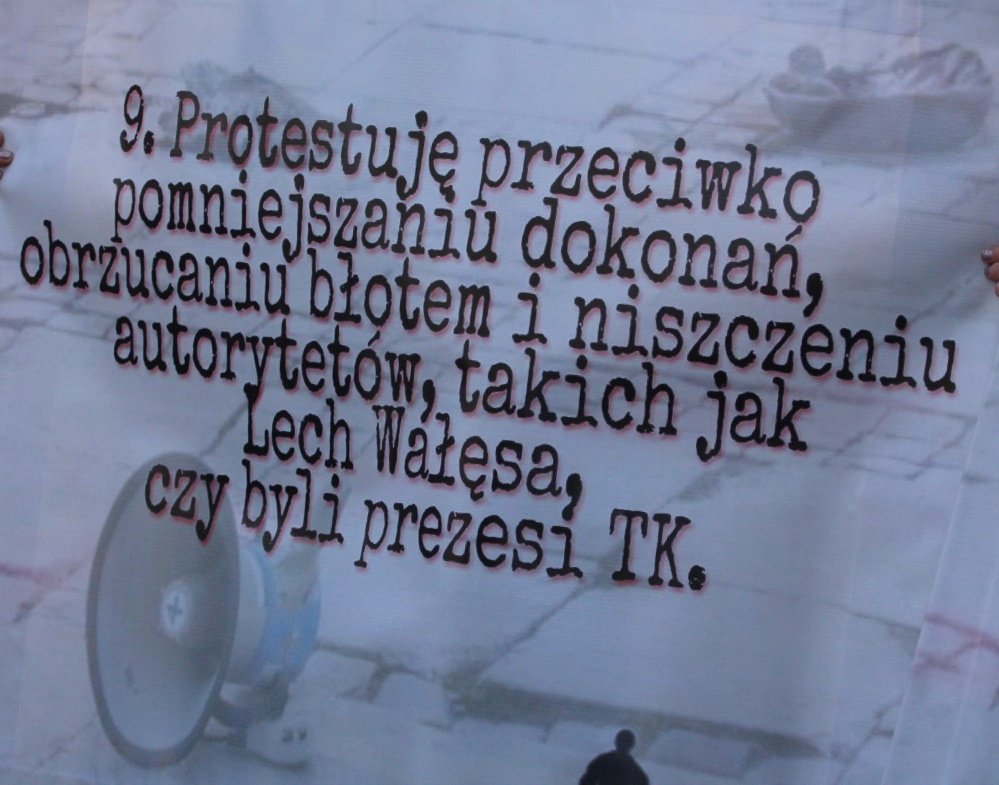 9. Protestuję przeciwko
pomniejszaniu dokonań,
obrzucaniu błotem i niszczeniu
autorytetów, takich jak
Lech Wałęsa,
czy byli prezesi TK.